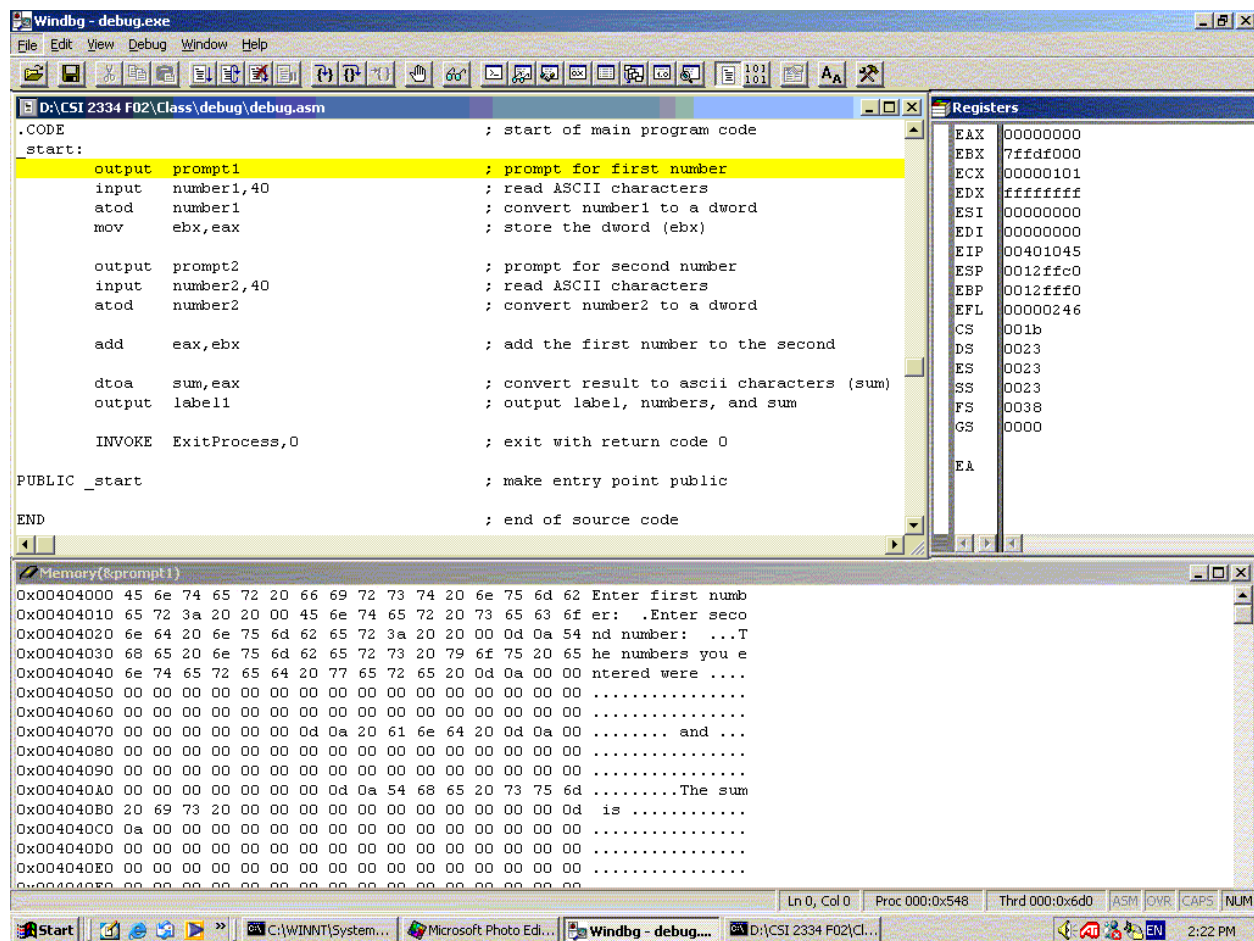 Windbg - debug.exe
File Edit View Debug Window Help
D:\CSI 2334 F02\Class\debug\debug.asm
.CODE ; start of main program code
_start:
output prompt1 ; prompt for first number
input number1,40 ; read ASCII characters
atod number1 ; convert number1 to a dword
mov ebx,eax ; store the dword (ebx)
output prompt2 ; prompt for second number
input number2,40 ; read ASCII characters
atod number2 ; convert number2 to a dword
add eax,ebx ; add the first number to the second
dtoa sum,eax ; convert result to ascii characters (sum)
output label1 ; output label, numbers, and sum
INVOKE ExitProcess,0 ; exit with return code 0
PUBLIC _start ; make entry point public
END ; end of source code
Registers
EAX 00000000
EBX 7ffdf000
ECX 00000101
EDX ffffffff
ESI 00000000
EDI 00000000
EIP 00401045
ESP 0012ffc0
EBP 0012fff0
EFL 00000246
CS 001b
DS 0023
ES 0023
SS 0023
FS 0038
GS 0000
EA
Memory(&prompt1)
0x00404000 45 6e 74 65 72 20 66 69 72 73 74 20 6e 75 6d 62 Enter first numb
0x00404010 65 72 3a 20 20 00 45 6e 74 65 72 20 73 65 63 6f er:  .Enter seco
0x00404020 6e 64 20 6e 75 6d 62 65 72 3a 20 20 00 0d 0a 54 nd number:  ...T
0x00404030 68 65 20 6e 75 6d 62 65 72 73 20 79 6f 75 20 65 he numbers you e
0x00404040 6e 74 65 72 65 64 20 77 65 72 65 20 0d 0a 00 00 ntered were ....
0x00404050 00 00 00 00 00 00 00 00 00 00 00 00 00 00 00 00 ................
0x00404060 00 00 00 00 00 00 00 00 00 00 00 00 00 00 00 00 ................
0x00404070 00 00 00 00 00 00 0d 0a 20 61 6e 64 20 0d 0a 00 ........ and ...
0x00404080 00 00 00 00 00 00 00 00 00 00 00 00 00 00 00 00 ................
0x00404090 00 00 00 00 00 00 00 00 00 00 00 00 00 00 00 00 ................
0x004040A0 00 00 00 00 00 00 00 0d 0a 54 68 65 20 73 75 6d .........The sum
0x004040B0 20 69 73 20 00 00 00 00 00 00 00 00 00 00 00 0d  is ............
0x004040C0 0a 00 00 00 00 00 00 00 00 00 00 00 00 00 00 00 ................
0x004040D0 00 00 00 00 00 00 00 00 00 00 00 00 00 00 00 00 ................
0x004040E0 00 00 00 00 00 00 00 00 00 00 00 00 00 00 00 00 ................
Ln 0, Col 0 Proc 000:0x548 Thrd 000:0x6d0 ASM OVR CAPS NUM
Start » C:\WINNT\System... Microsoft Photo Edi... Windbg - debug.... D:\CSI 2334 F02\Cl... EN 2:22 PM